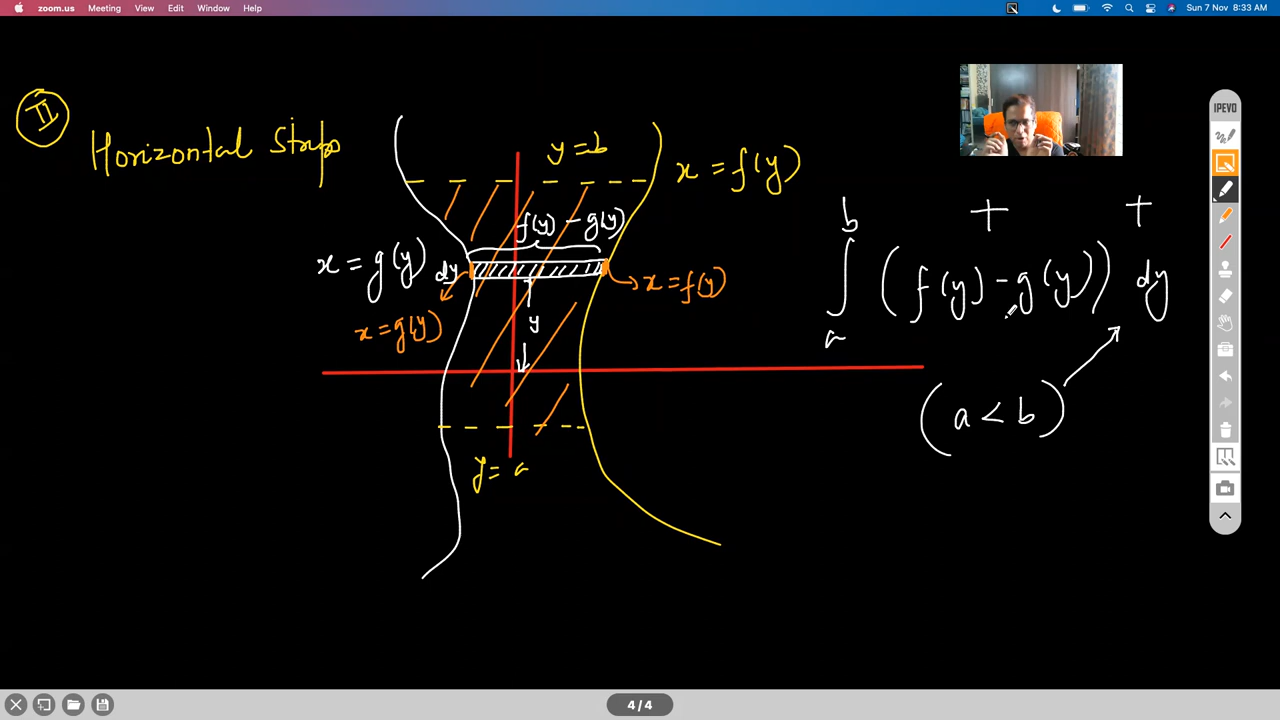 zoom.us Meeting View Edit Window Help Sun 7 Nov 8:33 AM
II
Horizontal Strips
y = b
x = f(y)
IPEVO
f(y) - g(y)
x = g(y)
dy
x = f(y)
x = g(y)
y
y = a
b + +
∫ (f(y) - g(y)) dy
a
(a < b)
4/4